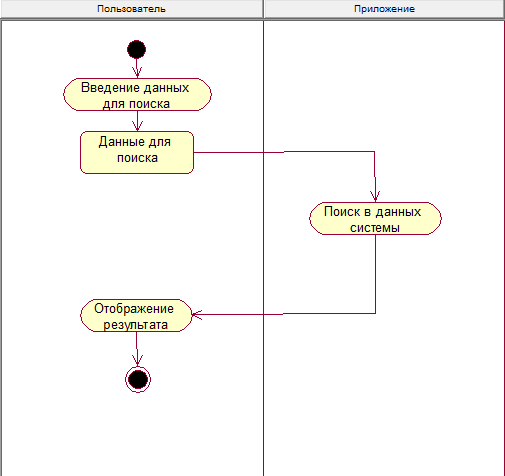 Пользователь
Приложение
Введение данных
для поиска
Данные для
поиска
Поиск в данных
системы
Отображение
результата